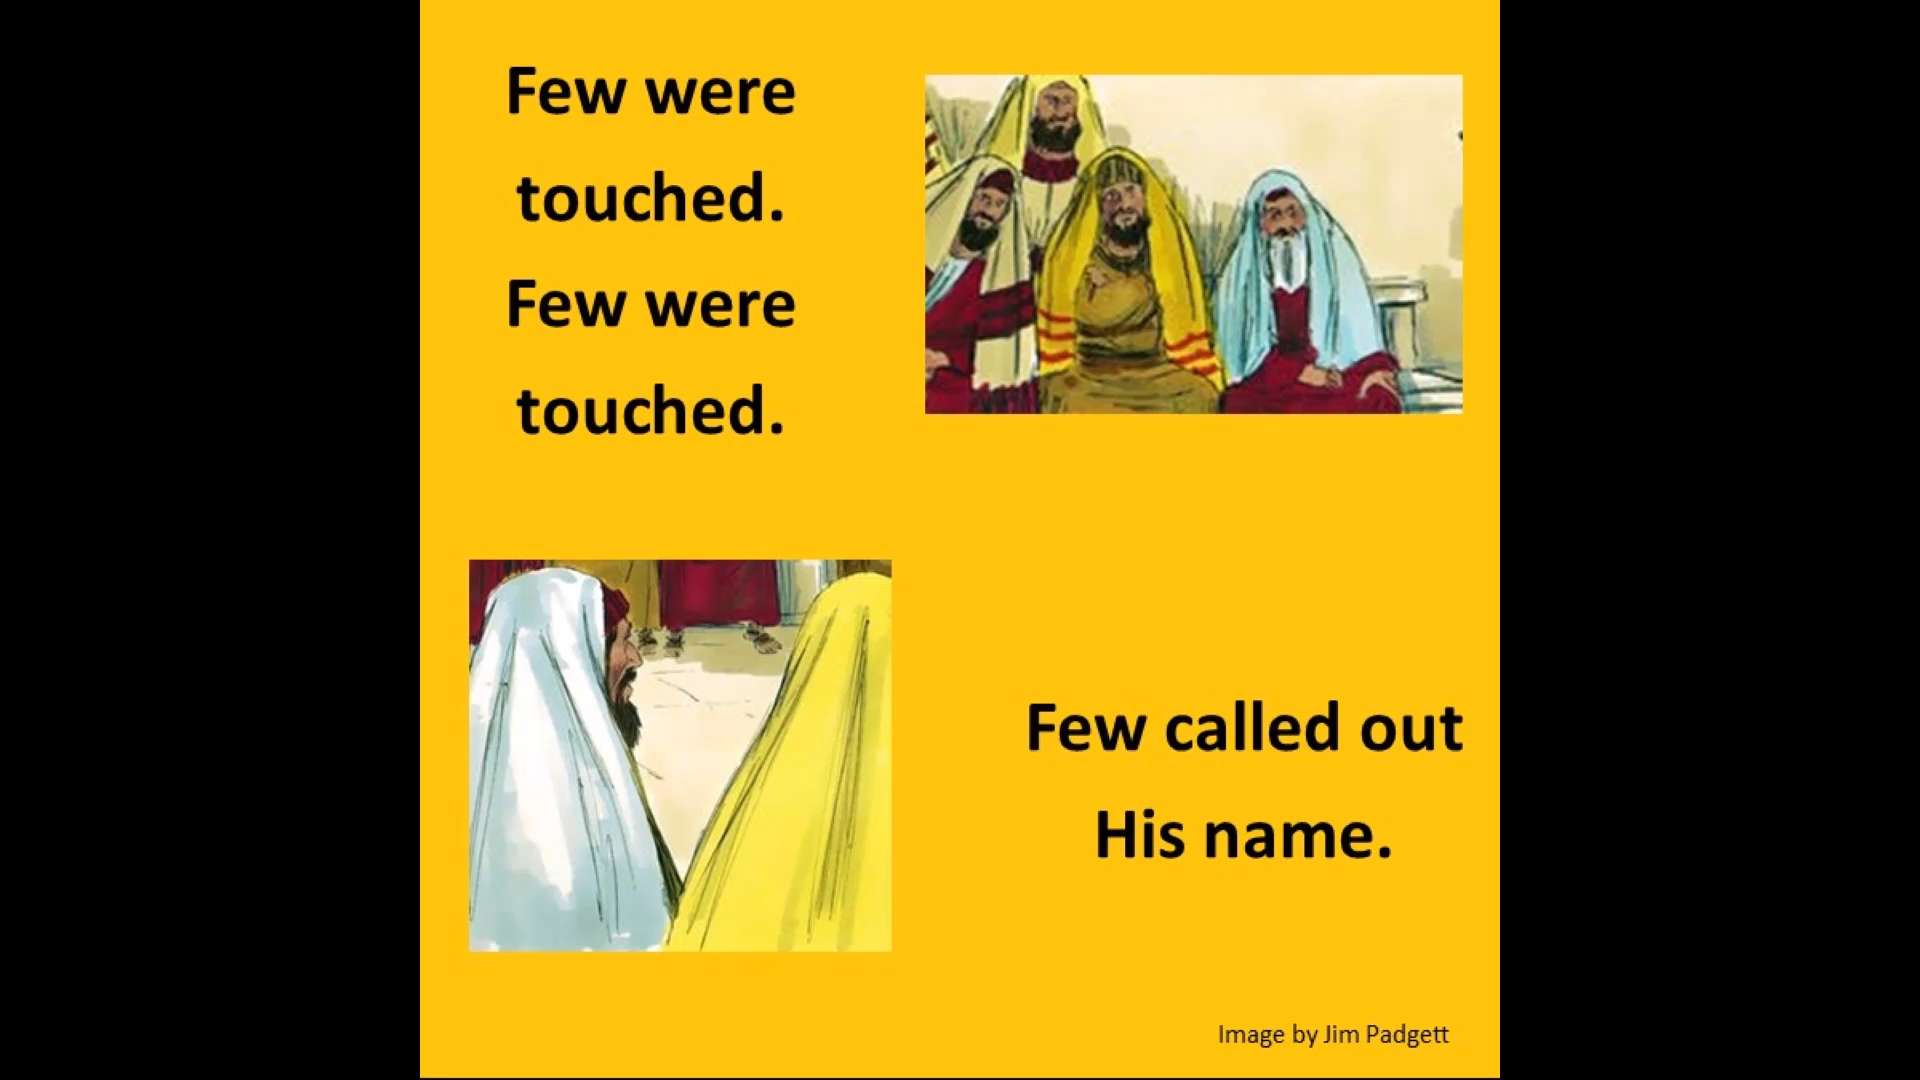 Few were
touched.
Few were
touched.
Few called out
His name.
Image by Jim Padgett